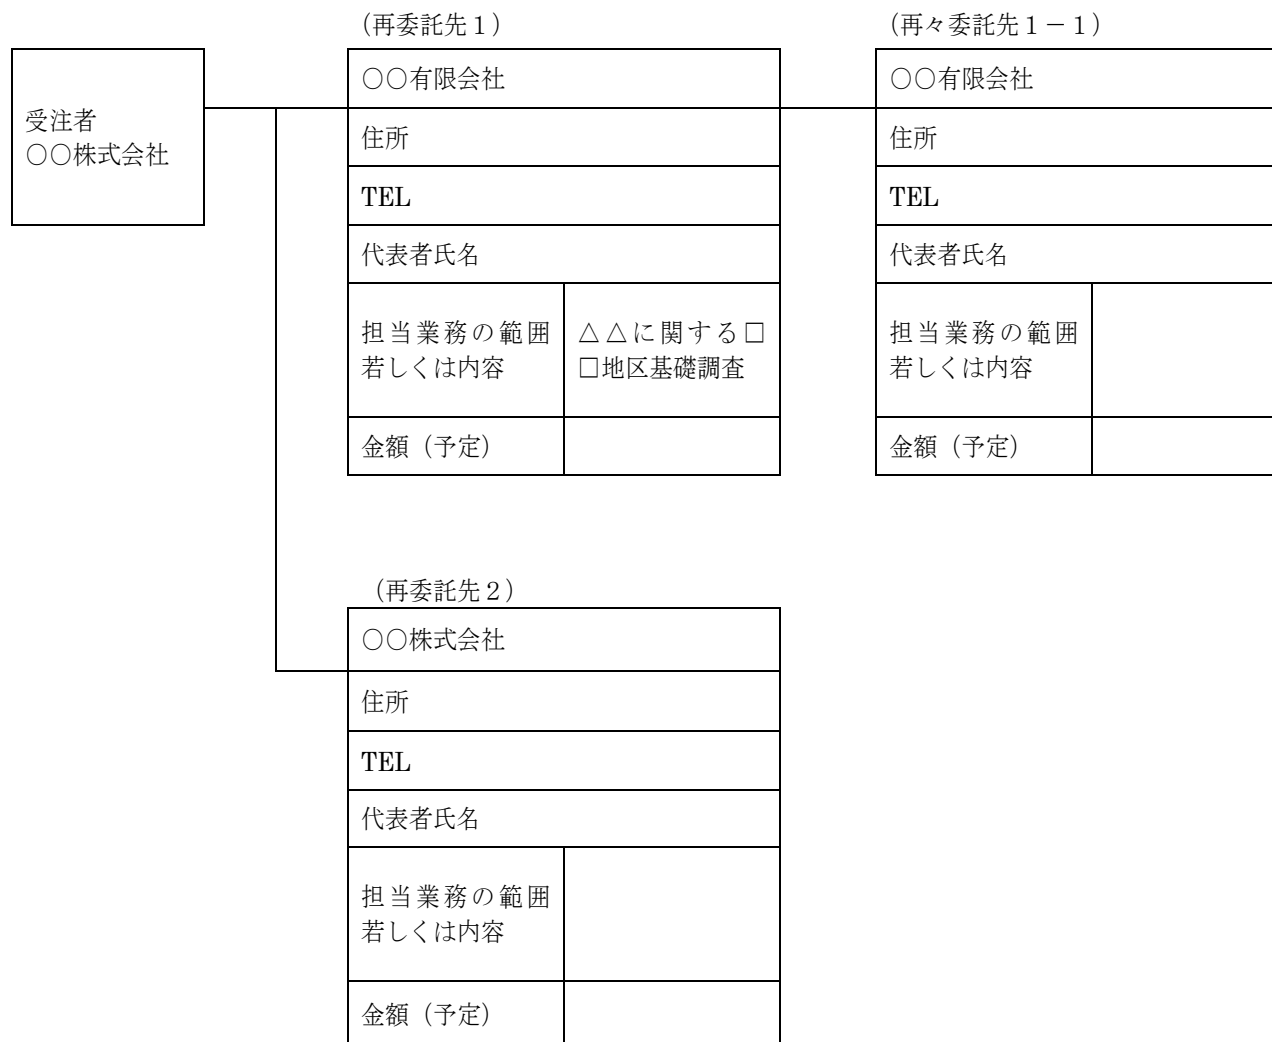 受注者
○○株式会社
（再委託先１）
○○有限会社
住所
TEL
代表者氏名
担当業務の範囲
若しくは内容
△△に関する□
□地区基礎調査
金額（予定）
（再々委託先１－１）
○○有限会社
住所
TEL
代表者氏名
担当業務の範囲
若しくは内容
金額（予定）
（再委託先２）
○○株式会社
住所
TEL
代表者氏名
担当業務の範囲
若しくは内容
金額（予定）